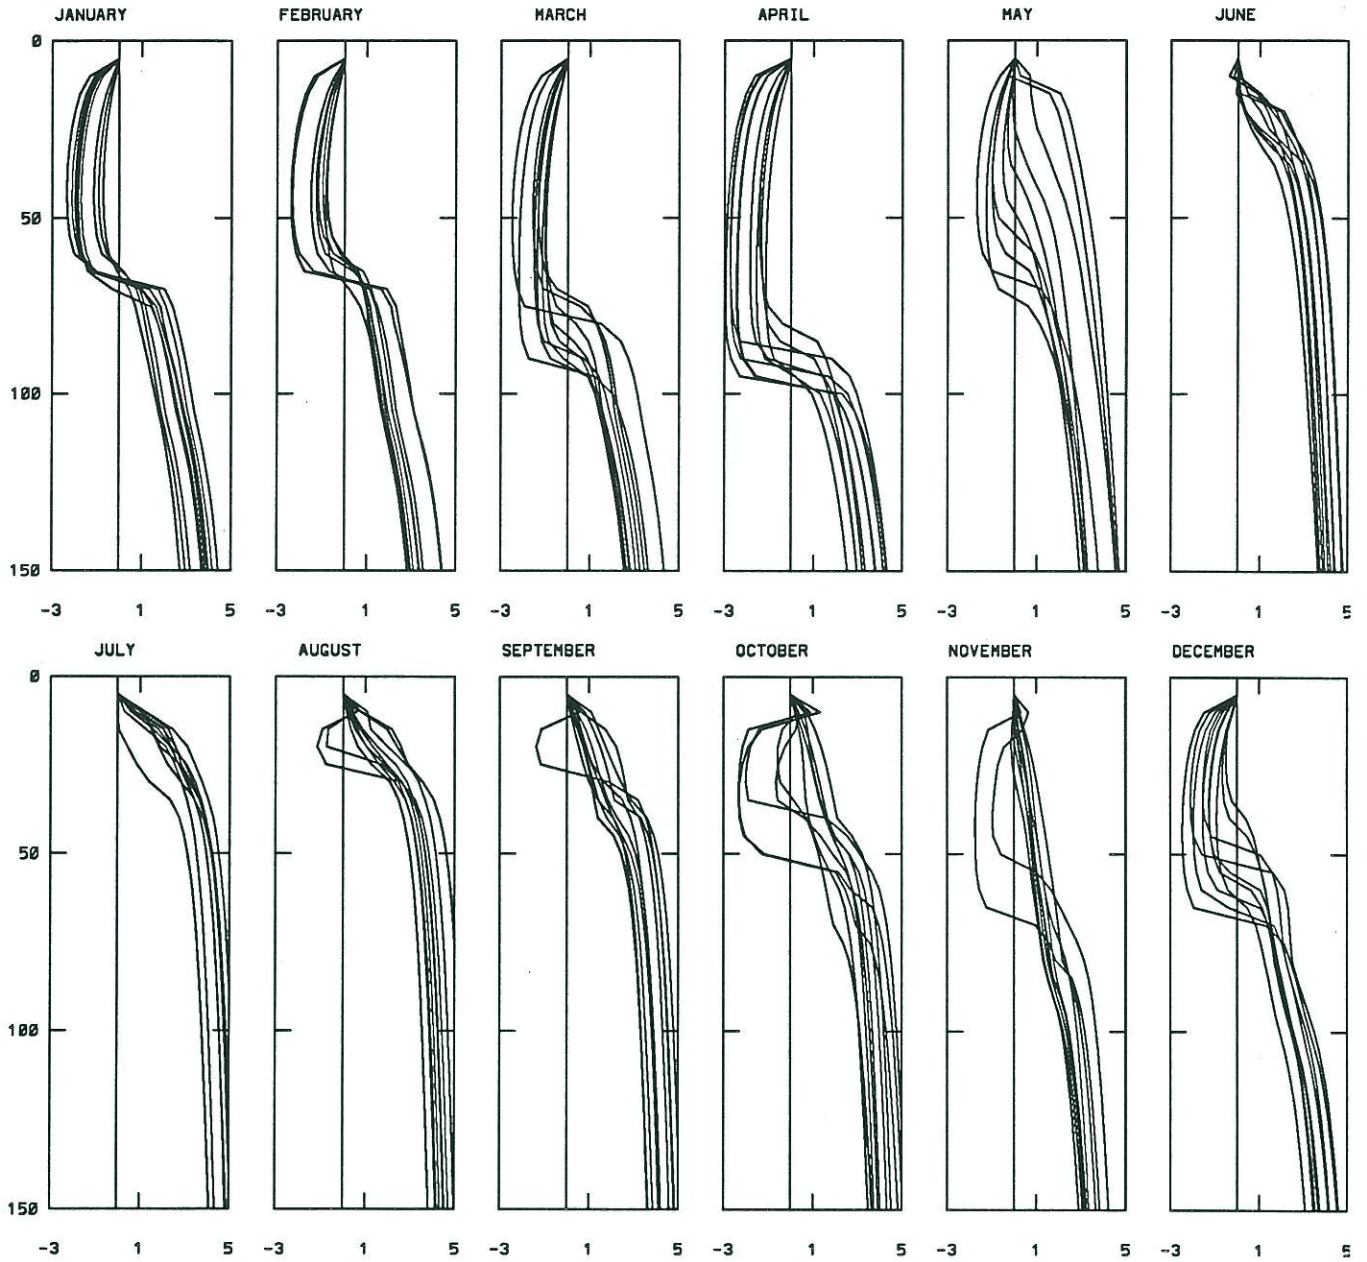 JANUARY FEBRUARY MARCH APRIL MAY JUNE
0
50
100
150
-3 1 5 -3 1 5 -3 1 5 -3 1 5 -3 1 5 -3 1 5
JULY AUGUST SEPTEMBER OCTOBER NOVEMBER DECEMBER
0
50
100
150
-3 1 5 -3 1 5 -3 1 5 -3 1 5 -3 1 5 -3 1 5